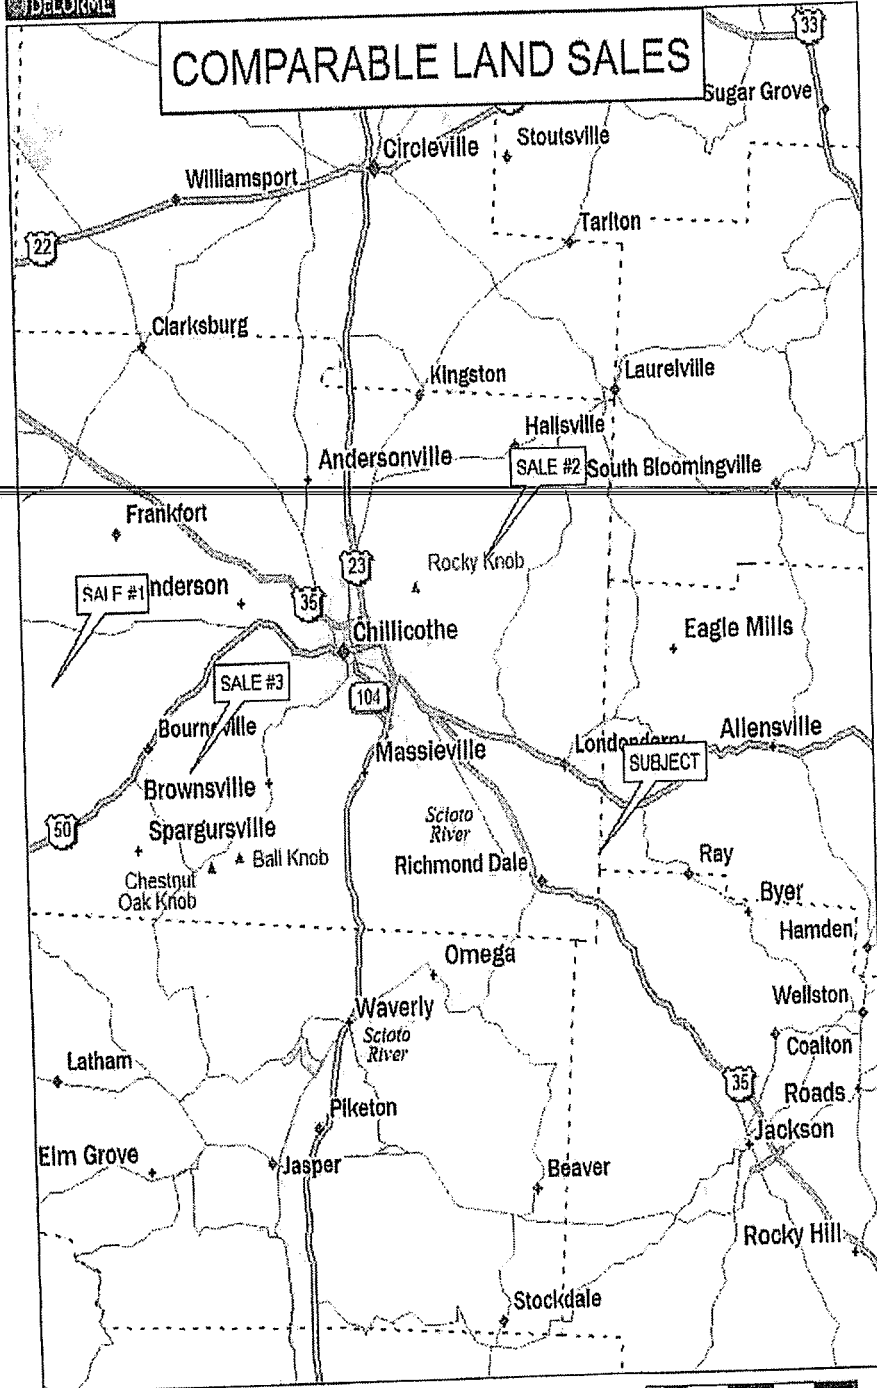 DELORME
33
COMPARABLE LAND SALES
Sugar Grove
Circleville
Stoutsville
Williamsport
Tarlton
22
Clarksburg
Kingston
Laurelville
Hallsville
Andersonville
SALE #2
South Bloomingville
Frankfort
23
Rocky Knob
SALE #1
nderson
35
Chillicothe
Eagle Mills
SALE #3
104
Bournville
Massieville
Londonderry
Allensville
SUBJECT
Brownsville
50
Spargursville
Scioto
River
Ball Knob
Richmond Dale
Ray
Chestnut
Oak Knob
Byer
Hamden
Omega
Wellston
Waverly
Scioto
River
Coalton
Latham
35
Roads
Piketon
Jackson
Elm Grove
Jasper
Beaver
Rocky Hill
Stockdale